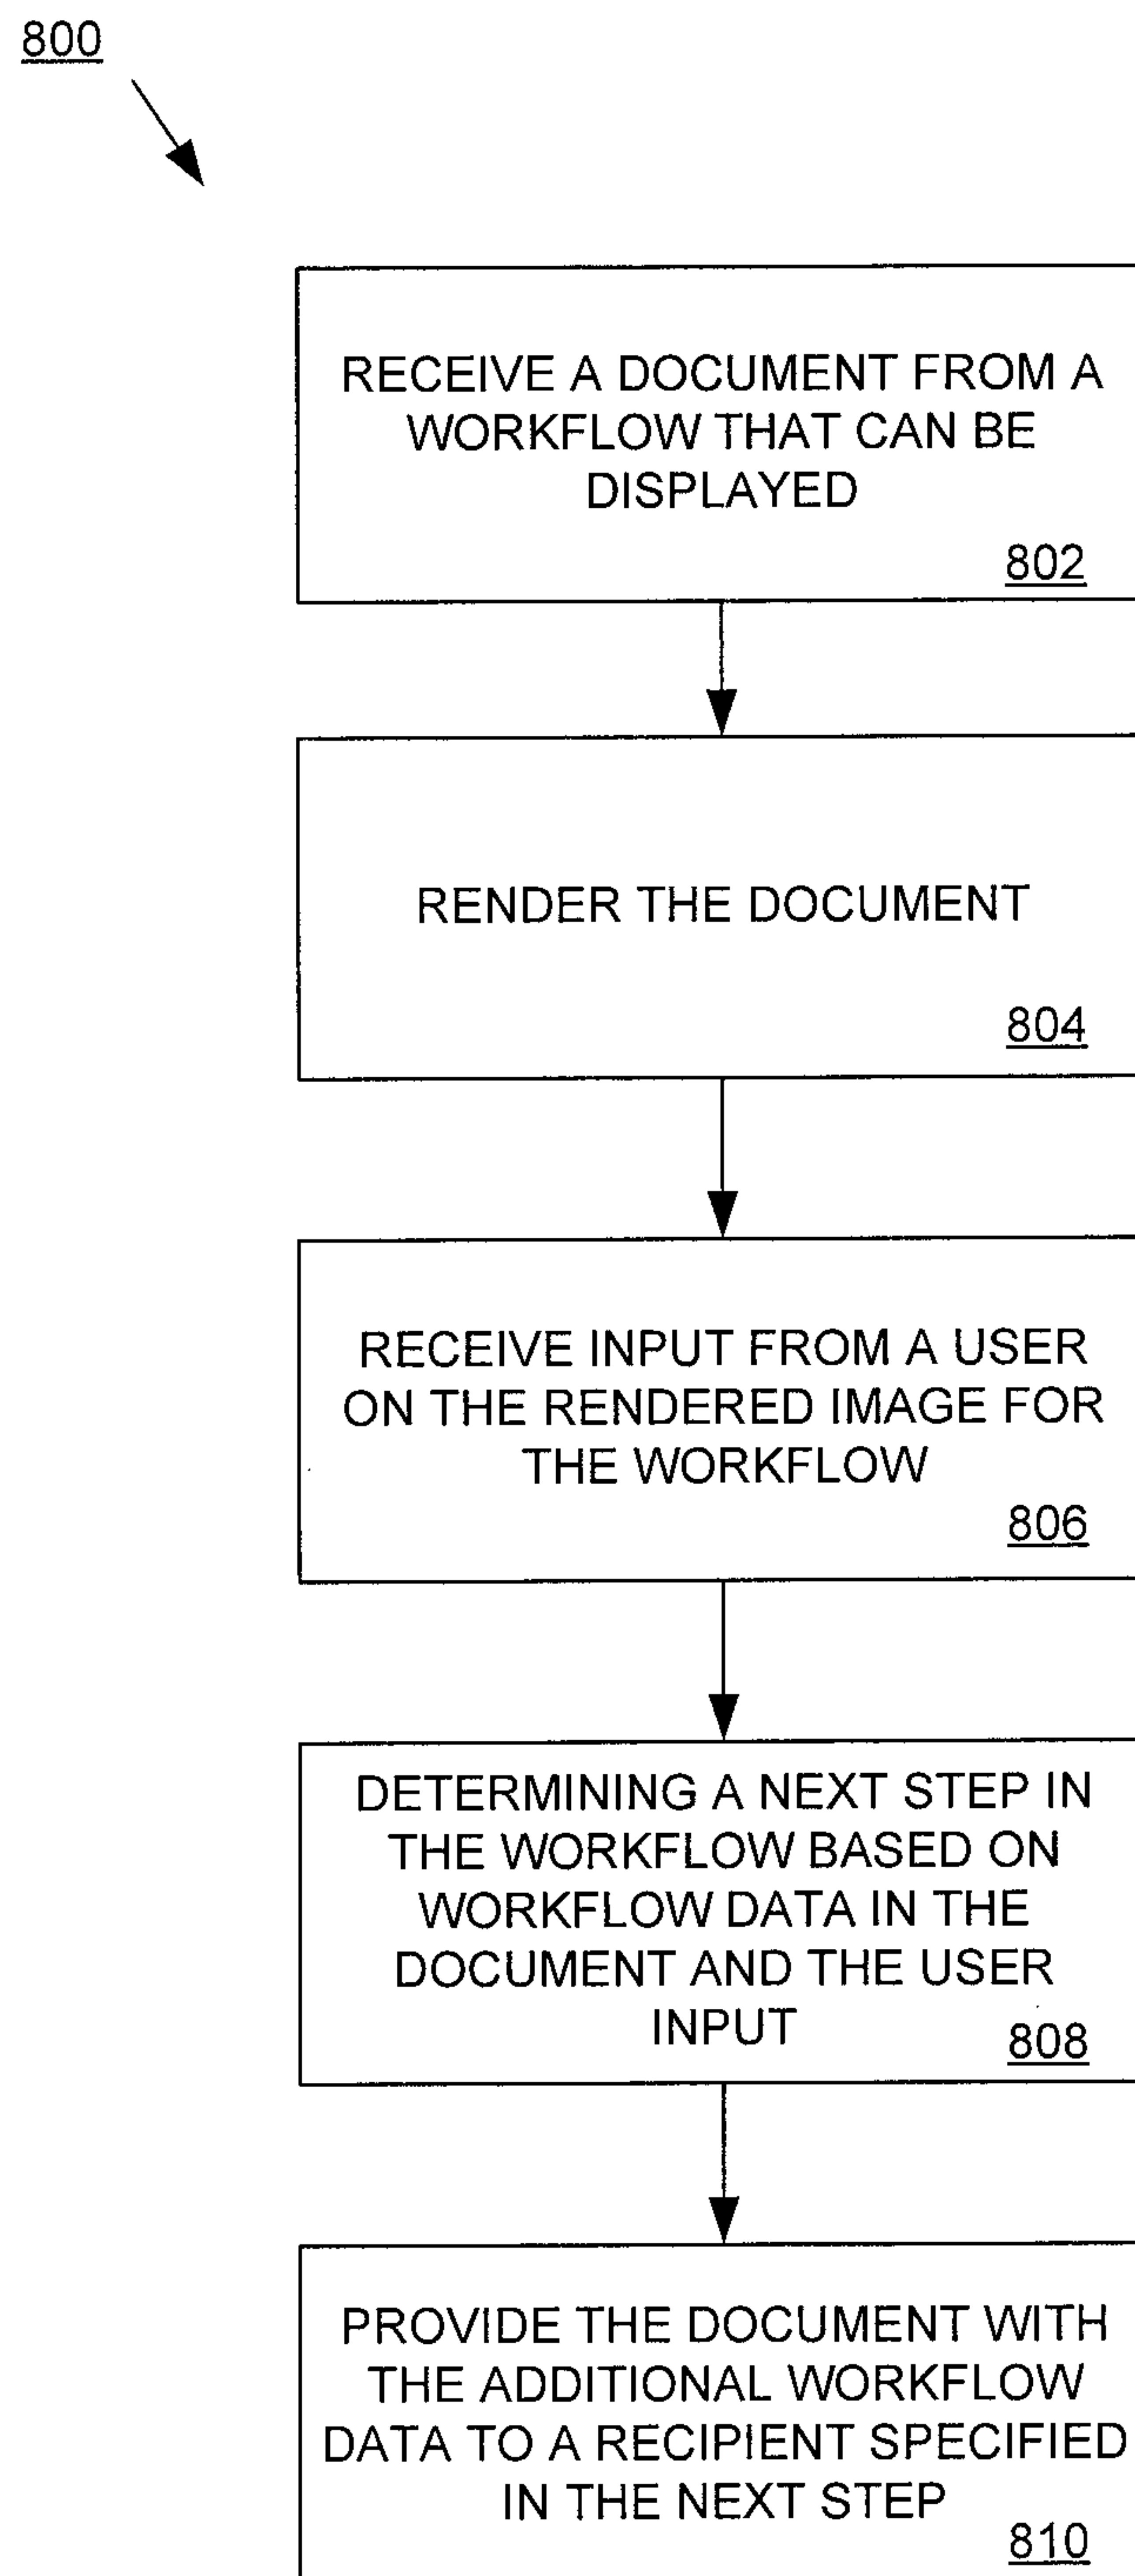 800
RECEIVE A DOCUMENT FROM A
WORKFLOW THAT CAN BE
DISPLAYED
802
RENDER THE DOCUMENT
804
RECEIVE INPUT FROM A USER
ON THE RENDERED IMAGE FOR
THE WORKFLOW
806
DETERMINING A NEXT STEP IN
THE WORKFLOW BASED ON
WORKFLOW DATA IN THE
DOCUMENT AND THE USER
INPUT
808
PROVIDE THE DOCUMENT WITH
THE ADDITIONAL WORKFLOW
DATA TO A RECIPIENT SPECIFIED
IN THE NEXT STEP
810